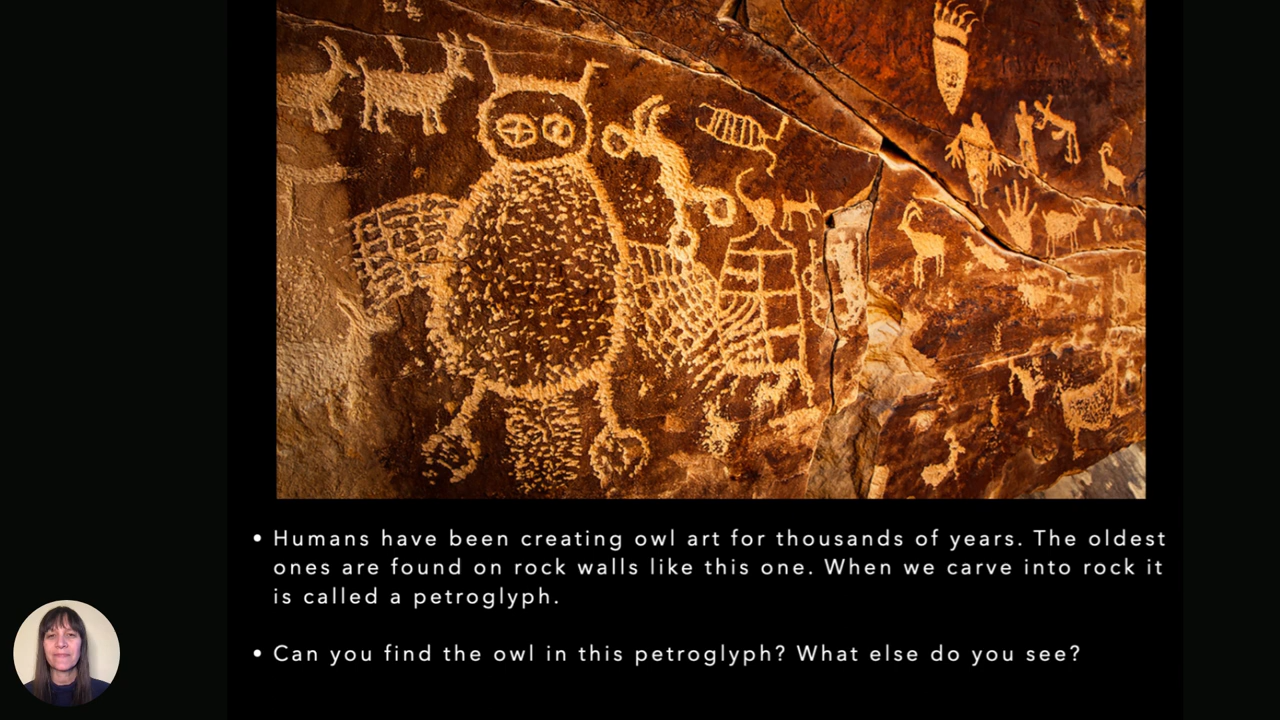 • Humans have been creating owl art for thousands of years. The oldest
ones are found on rock walls like this one. When we carve into rock it
is called a petroglyph.
• Can you find the owl in this petroglyph? What else do you see?